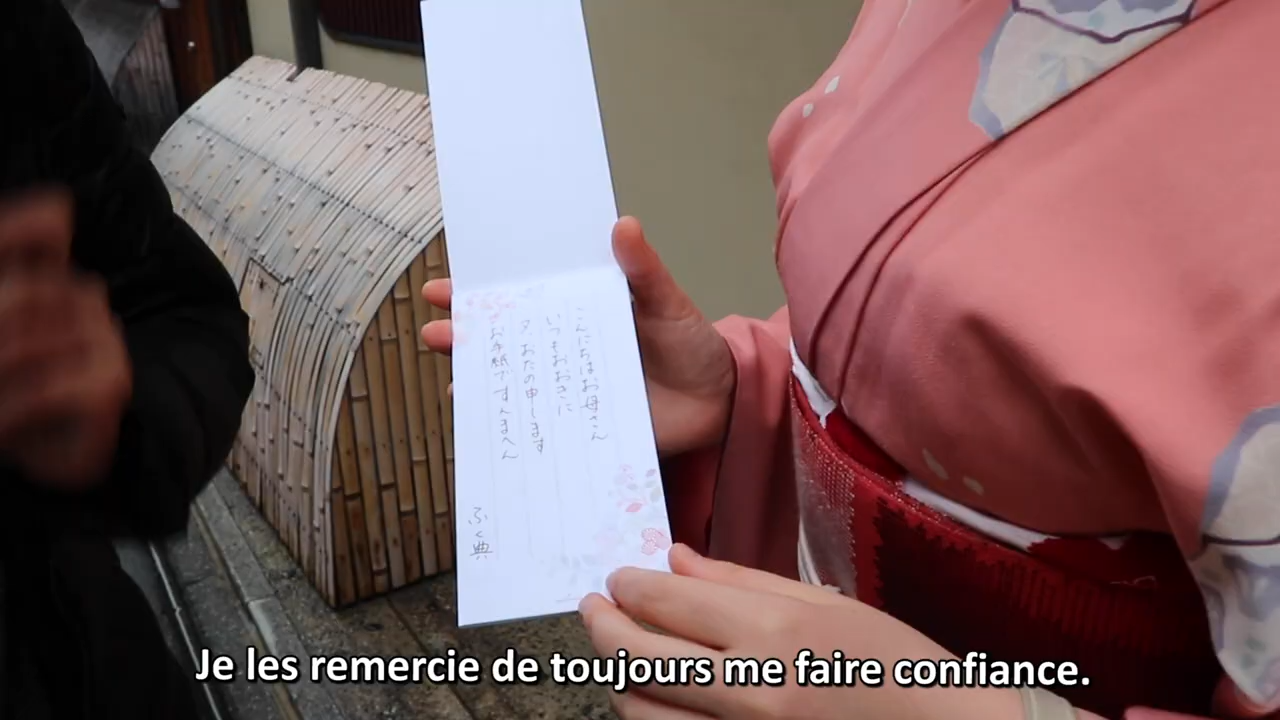 こんにちはお母さん
いつもおおきに
又、おたの申します
お手紙ですんまへん
ふく典
Je les remercie de toujours me faire confiance.